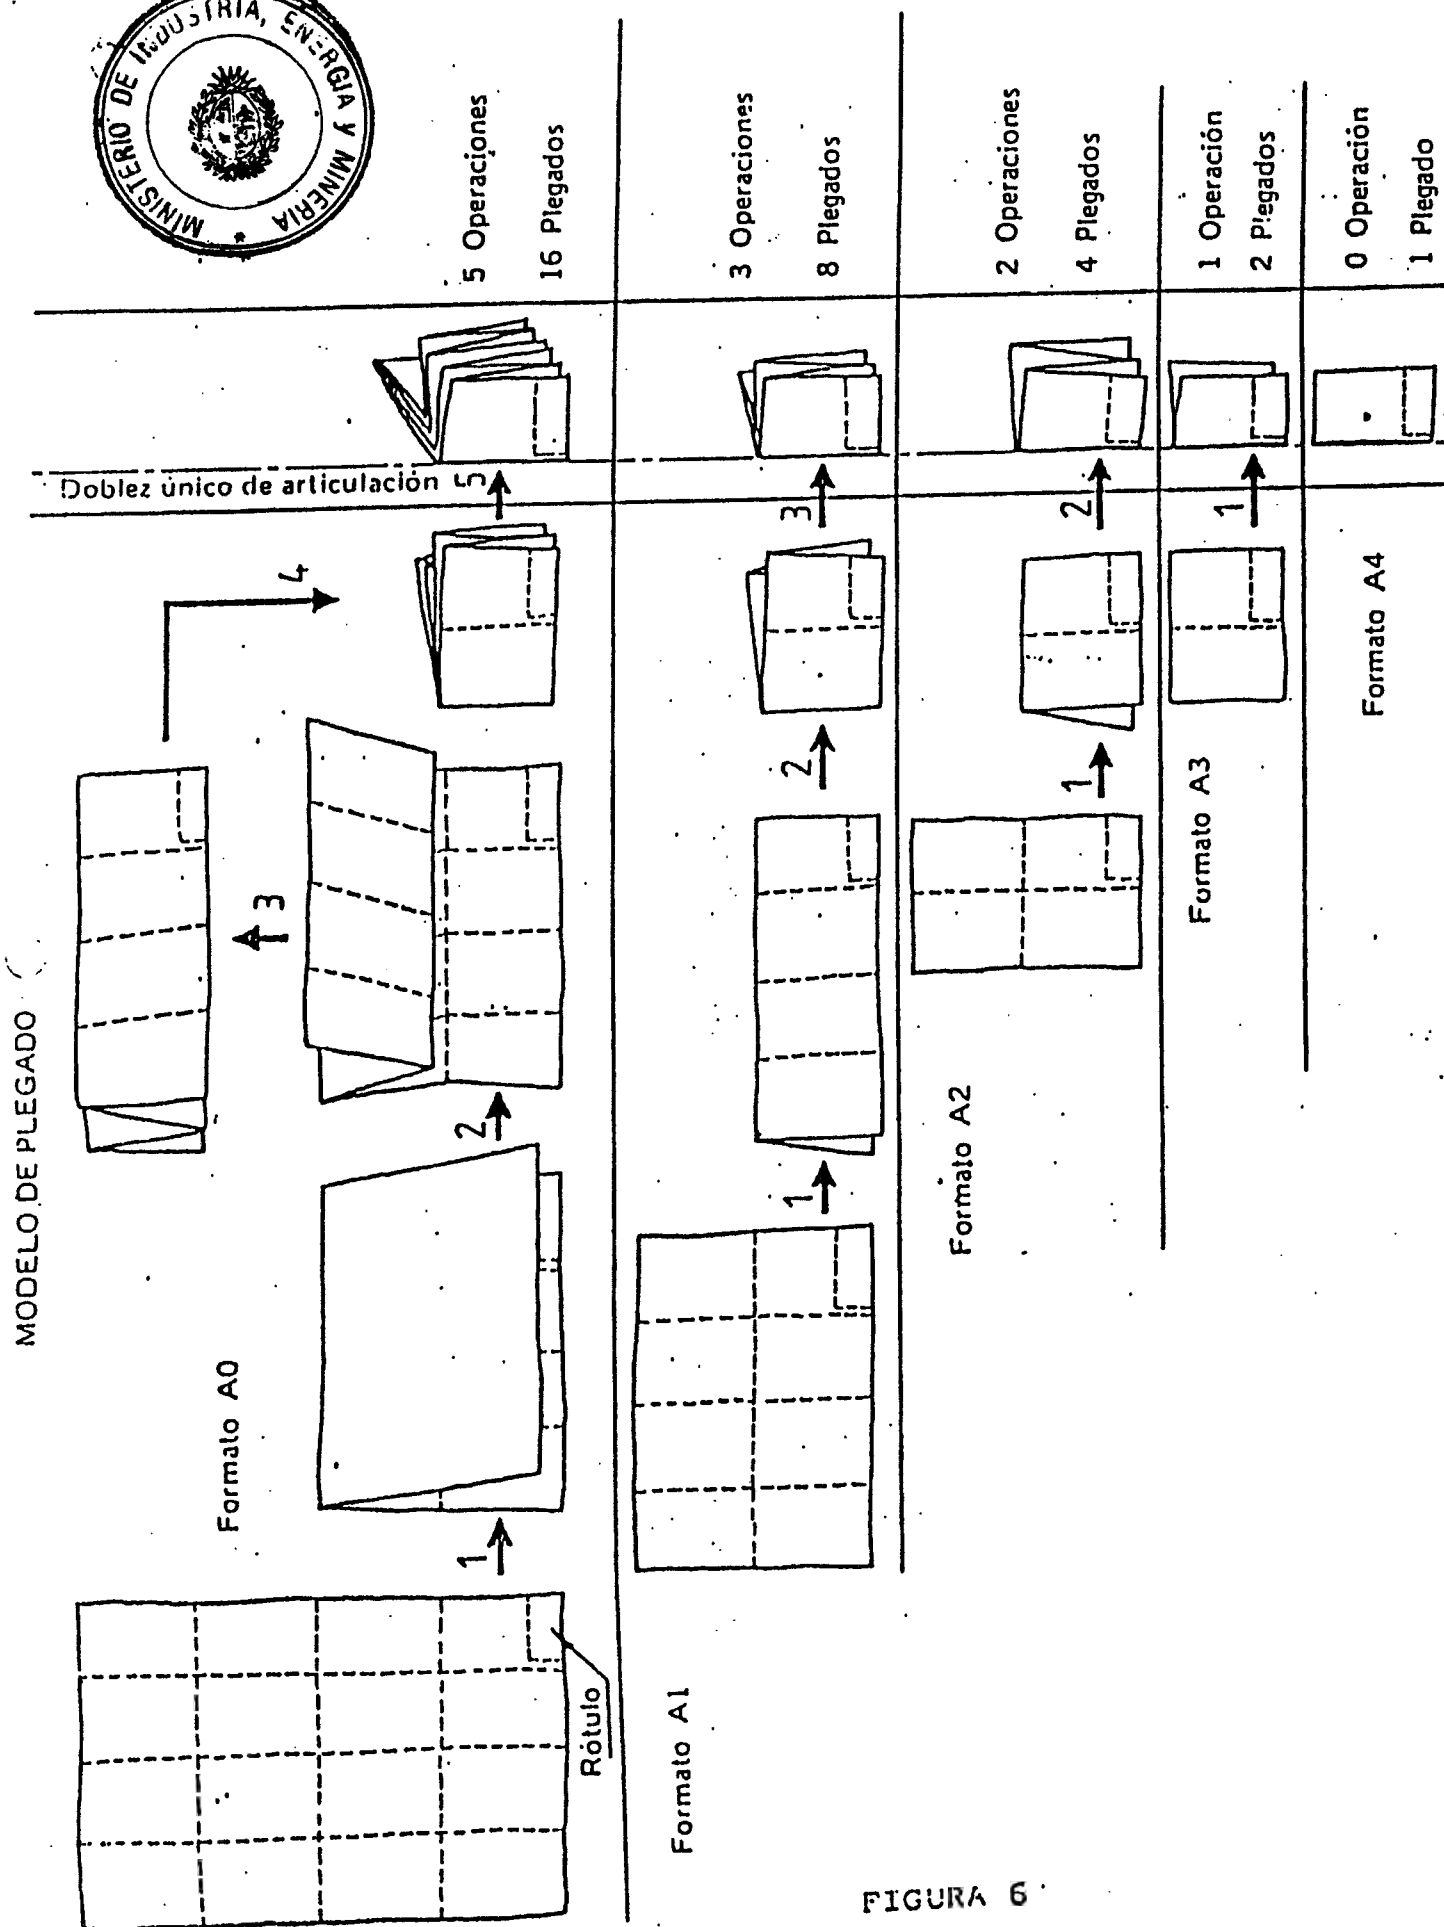 MODELO DE PLEGADO
MINISTERIO DE INDUSTRIA, ENERGIA Y MINERIA
Formato A0
1
2
3
4
5
Rótulo
Doblez único de articulación
5 Operaciones
16 Plegados
Formato A1
1
2
3
3 Operaciones
8 Plegados
Formato A2
1
2
2 Operaciones
4 Plegados
Formato A3
1
1 Operación
2 Plegados
Formato A4
0 Operación
1 Plegado
FIGURA 6